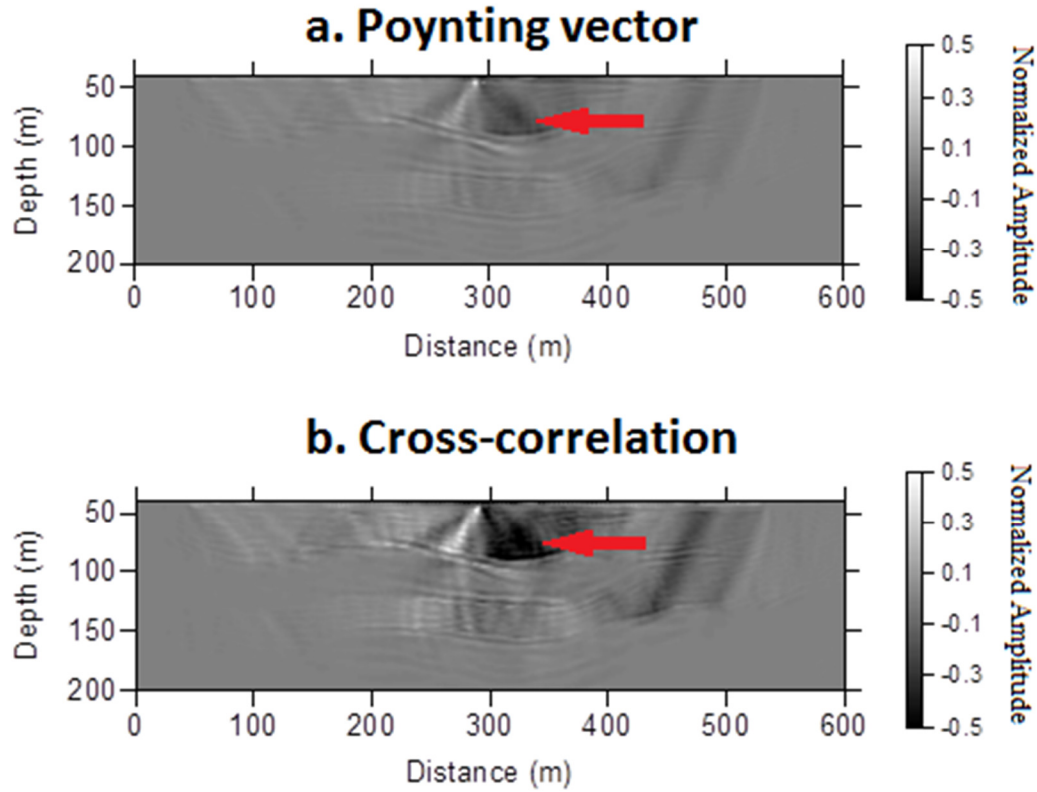 a. Poynting vector
50
100
150
200
Depth (m)
0 100 200 300 400 500 600
Distance (m)
0.5
0.3
0.1
-0.1
-0.3
-0.5
Normalized Amplitude
b. Cross-correlation
50
100
150
200
Depth (m)
0 100 200 300 400 500 600
Distance (m)
0.5
0.3
0.1
-0.1
-0.3
-0.5
Normalized Amplitude